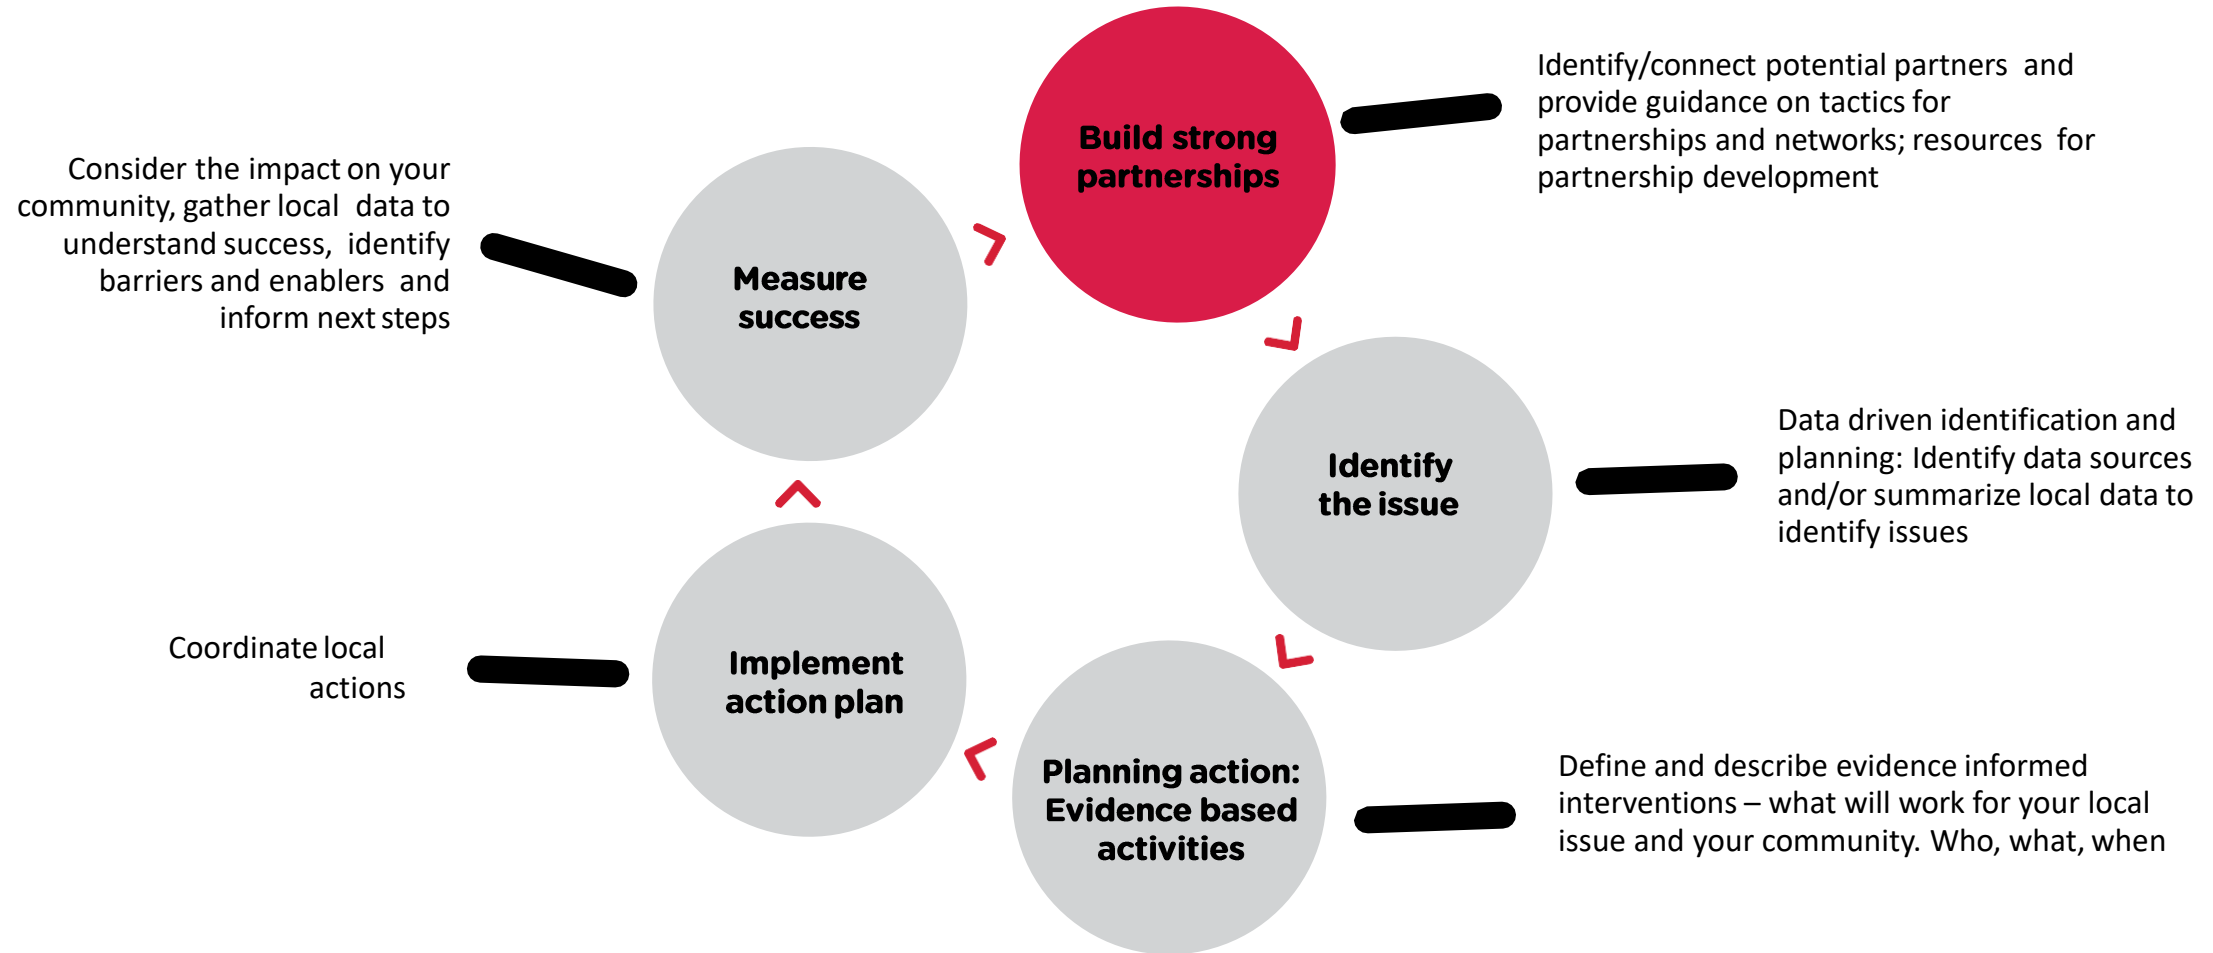 Build strong
partnerships
Identify/connect potential partners and
provide guidance on tactics for
partnerships and networks; resources for
partnership development
Identify
the issue
Data driven identification and
planning: Identify data sources
and/or summarize local data to
identify issues
Planning action:
Evidence based
activities
Define and describe evidence informed
interventions – what will work for your local
issue and your community. Who, what, when
Implement
action plan
Coordinate local
actions
Measure
success
Consider the impact on your
community, gather local data to
understand success, identify
barriers and enablers and
inform next steps